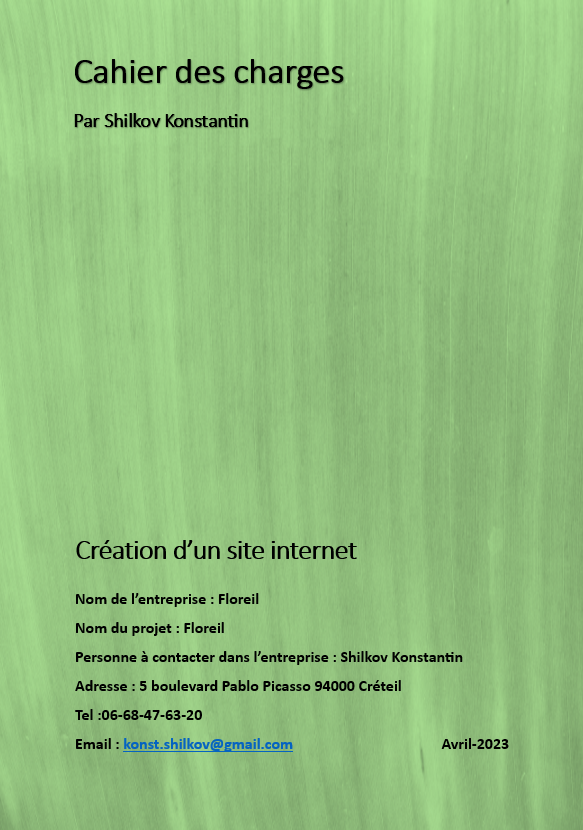 Cahier des charges
Par Shilkov Konstantin
Création d’un site internet
Nom de l’entreprise : Floreil
Nom du projet : Floreil
Personne à contacter dans l’entreprise : Shilkov Konstantin
Adresse : 5 boulevard Pablo Picasso 94000 Créteil
Tel :06-68-47-63-20
Email : konst.shilkov@gmail.com Avril-2023